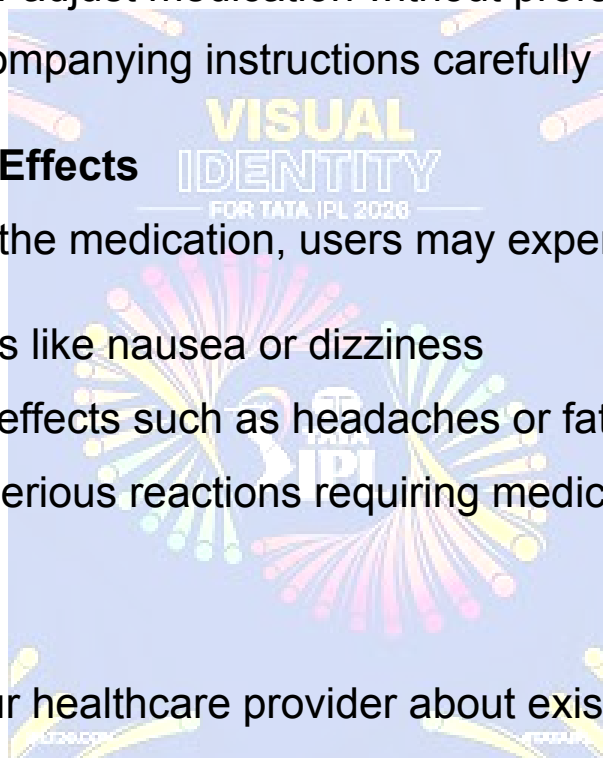 adjust medication without profes
ompanying instructions carefully
VISUAL
IDENTITY
Effects
FOR TATA IPL 2026
the medication, users may exper
s like nausea or dizziness
effects such as headaches or fat
TATA
IPL
erious reactions requiring medic
ur healthcare provider about exis